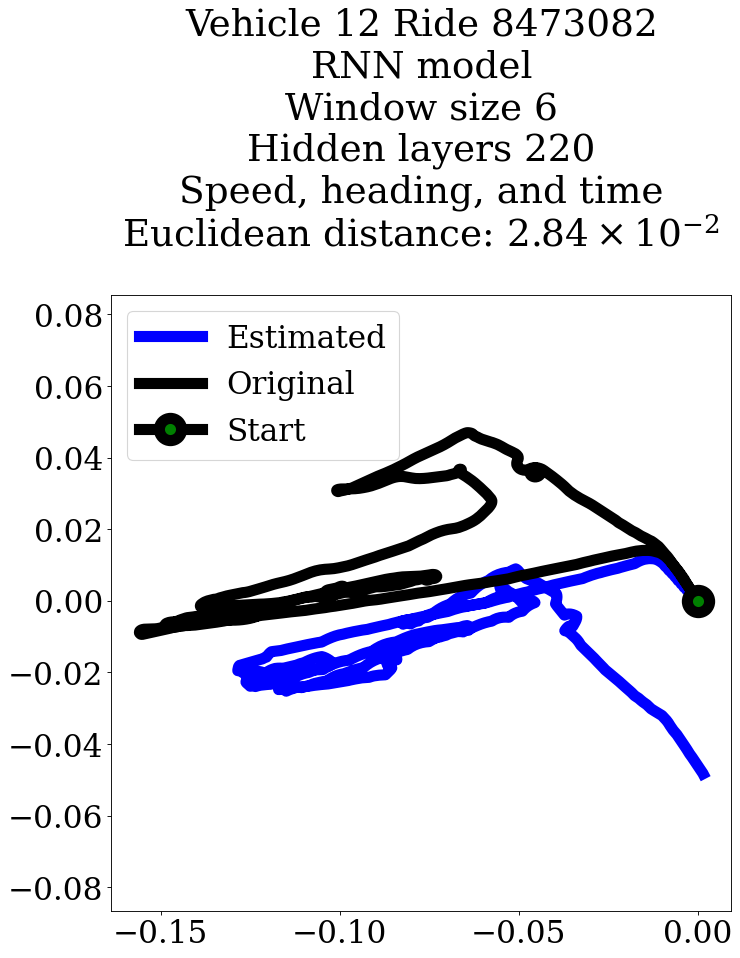 Vehicle 12 Ride 8473082
RNN model
Window size 6
Hidden layers 220
Speed, heading, and time
Euclidean distance: 2.84 × 10⁻²
Estimated
Original
Start
0.08
0.06
0.04
0.02
0.00
−0.02
−0.04
−0.06
−0.08
−0.15 −0.10 −0.05 0.00